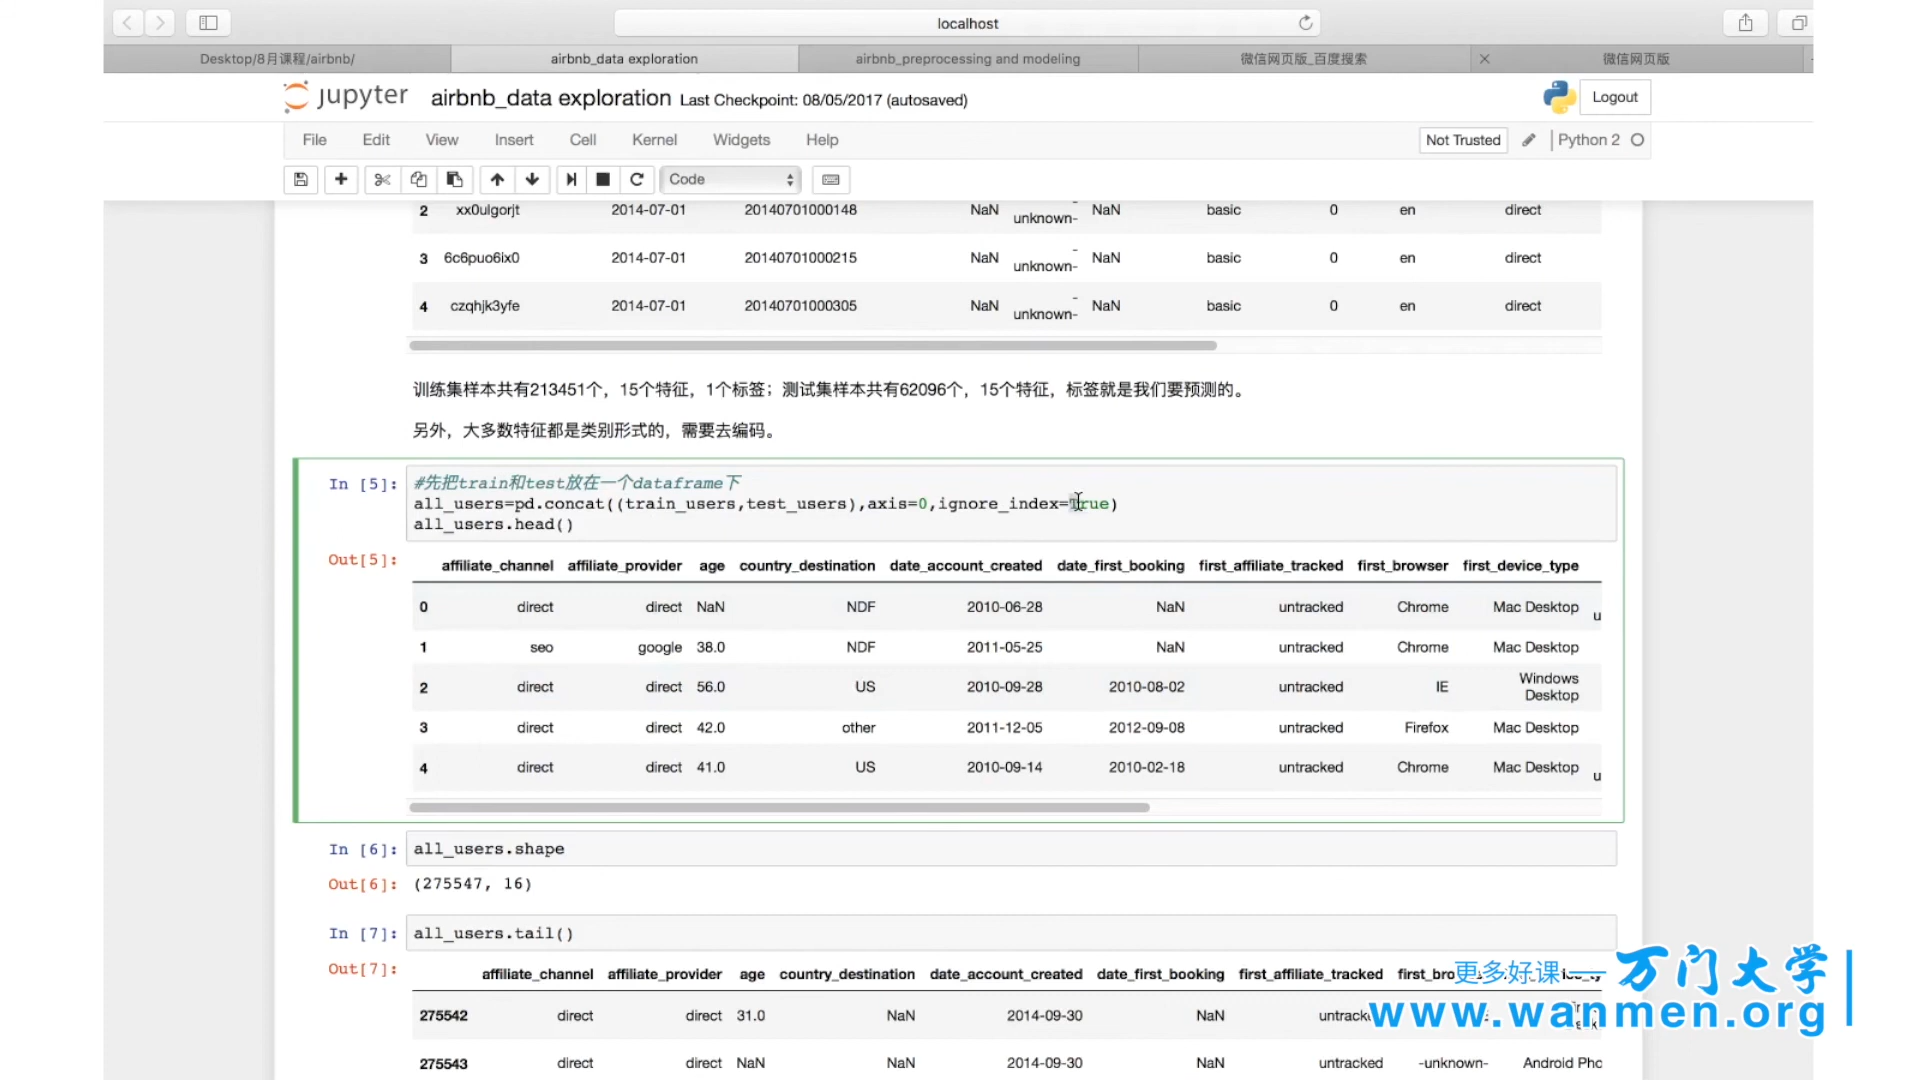 localhost
Desktop/8月课程/airbnb/ airbnb_data exploration airbnb_preprocessing and modeling 微信网页版_百度搜索 微信网页版
jupyter airbnb_data exploration Last Checkpoint: 08/05/2017 (autosaved) Logout
File Edit View Insert Cell Kernel Widgets Help Not Trusted Python 2
Code
2 xx0ulgorjt 2014-07-01 20140701000148 NaN -unknown- NaN basic 0 en direct
3 6c6puo6ix0 2014-07-01 20140701000215 NaN -unknown- NaN basic 0 en direct
4 czqhjk3yfe 2014-07-01 20140701000305 NaN -unknown- NaN basic 0 en direct
训练集样本共有213451个，15个特征，1个标签；测试集样本共有62096个，15个特征，标签就是我们要预测的。
另外，大多数特征都是类别形式的，需要去编码。
In [5]: #先把train和test放在一个dataframe下
all_users=pd.concat((train_users,test_users),axis=0,ignore_index=True)
all_users.head()
Out[5]:
affiliate_channel affiliate_provider age country_destination date_account_created date_first_booking first_affiliate_tracked first_browser first_device_type
0 direct direct NaN NDF 2010-06-28 NaN untracked Chrome Mac Desktop u
1 seo google 38.0 NDF 2011-05-25 NaN untracked Chrome Mac Desktop
2 direct direct 56.0 US 2010-09-28 2010-08-02 untracked IE Windows Desktop
3 direct direct 42.0 other 2011-12-05 2012-09-08 untracked Firefox Mac Desktop
4 direct direct 41.0 US 2010-09-14 2010-02-18 untracked Chrome Mac Desktop u
In [6]: all_users.shape
Out[6]: (275547, 16)
In [7]: all_users.tail()
Out[7]:
affiliate_channel affiliate_provider age country_destination date_account_created date_first_booking first_affiliate_tracked
275542 direct direct 31.0 NaN 2014-09-30 NaN
275543 direct direct NaN NaN 2014-09-30 NaN untracked -unknown- Android Pho
更多好课——万门大学
www.wanmen.org